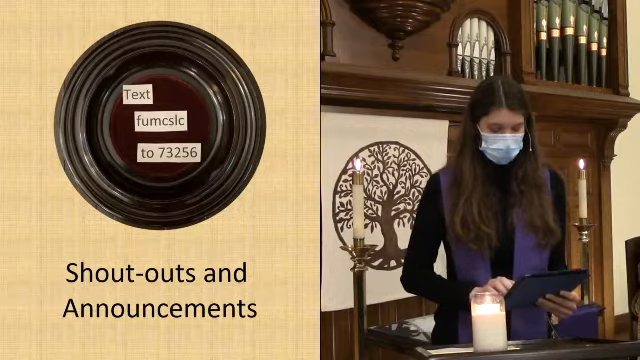 Text
fumcslc
to 73256
Shout-outs and
Announcements